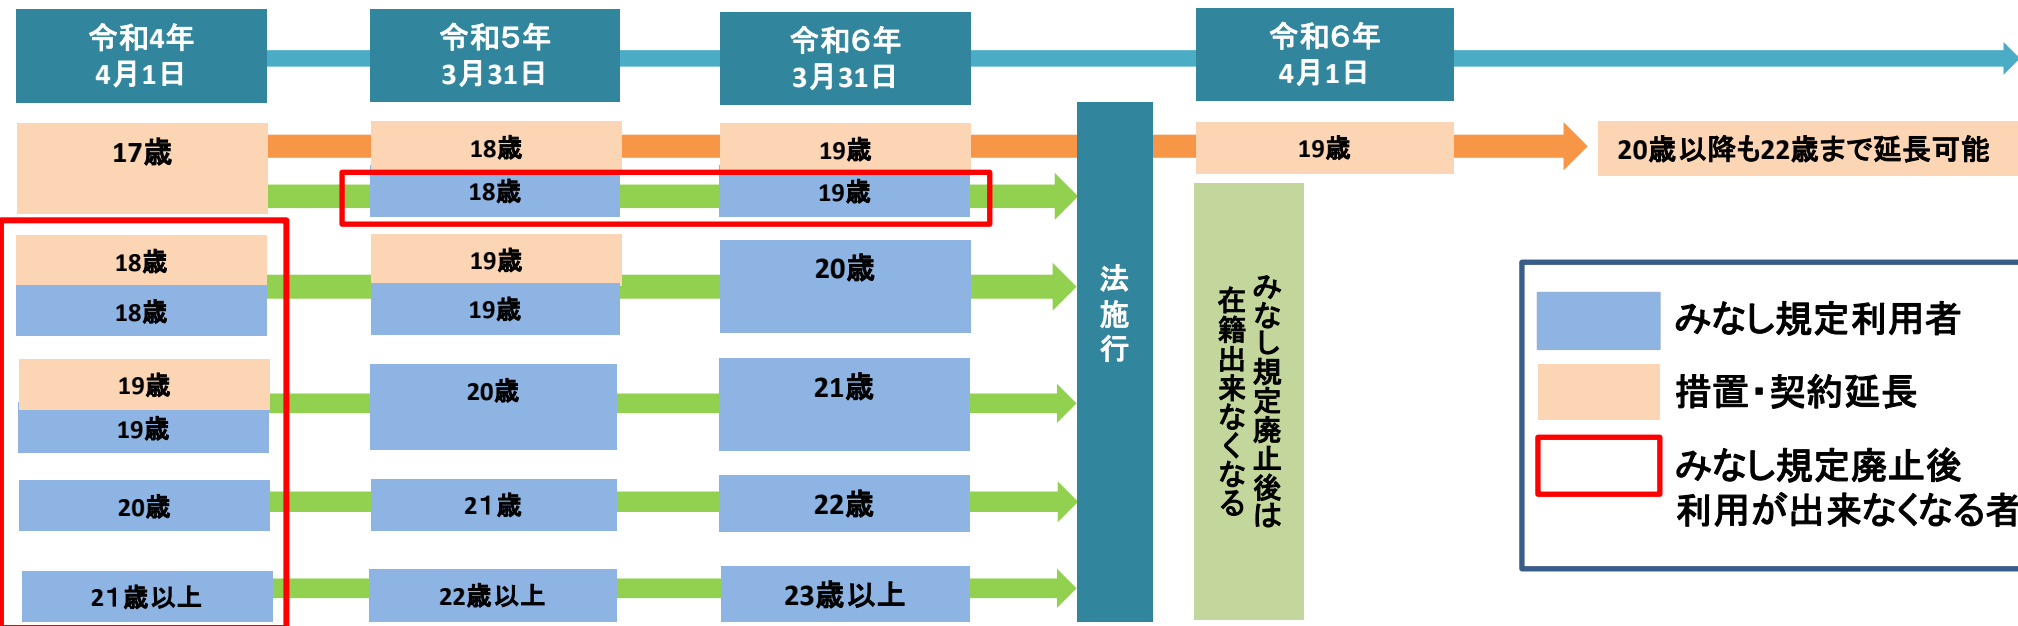 令和4年
4月1日
令和5年
3月31日
令和6年
3月31日
令和6年
4月1日
17歳
18歳
19歳
19歳
20歳以降も22歳まで延長可能
18歳
19歳
18歳
18歳
19歳
19歳
20歳
19歳
19歳
20歳
21歳
20歳
21歳
22歳
21歳以上
22歳以上
23歳以上
法施行
みなし規定廃止後は
在籍出来なくなる
みなし規定利用者
措置・契約延長
みなし規定廃止後
利用が出来なくなる者